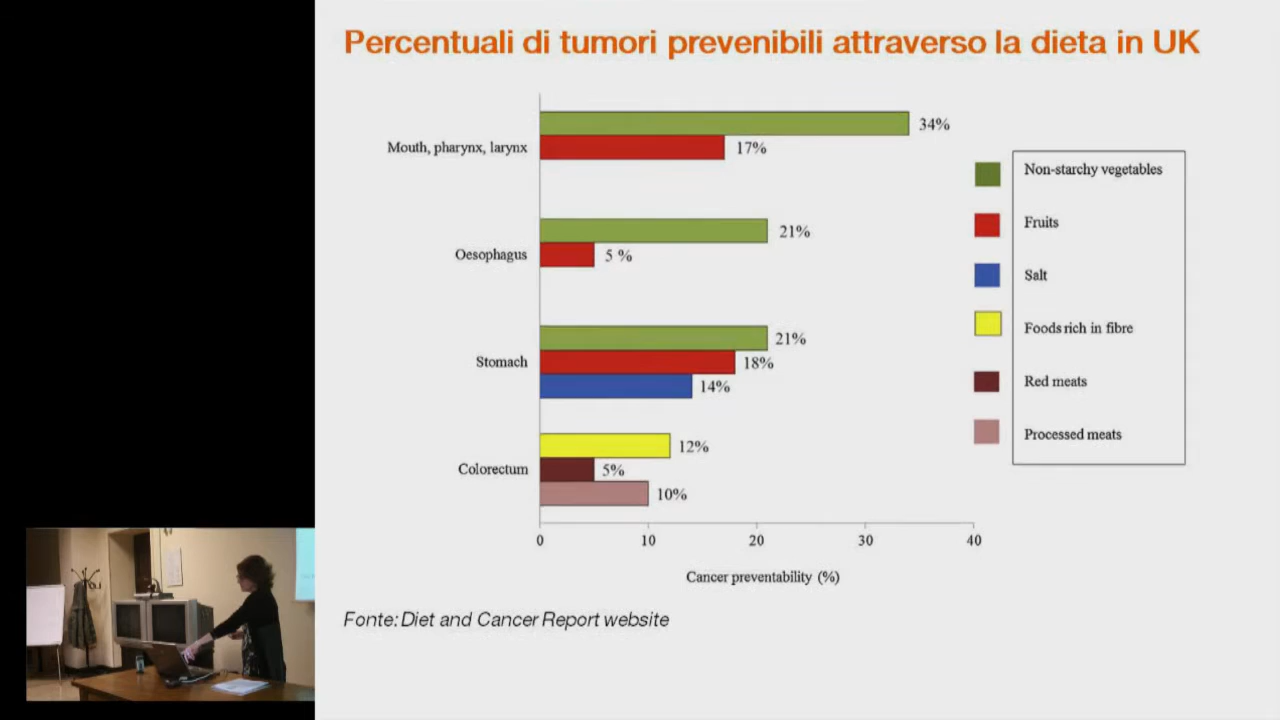 Percentuali di tumori prevenibili attraverso la dieta in UK
Mouth, pharynx, larynx
34%
17%
Oesophagus
21%
5 %
Stomach
21%
18%
14%
Colorectum
12%
5%
10%
0 10 20 30 40
Cancer preventability (%)
Non-starchy vegetables
Fruits
Salt
Foods rich in fibre
Red meats
Processed meats
Fonte: Diet and Cancer Report website